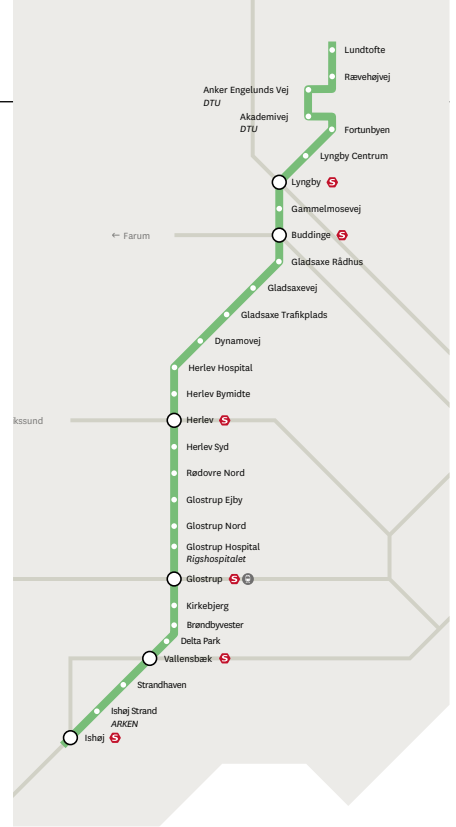 Lundtofte
Rævehøjvej
Anker Engelunds Vej
DTU
Akademivej
DTU
Fortunbyen
Lyngby Centrum
Lyngby S
Gammelmosevej
← Farum
Buddinge S
Gladsaxe Rådhus
Gladsaxevej
Gladsaxe Trafikplads
Dynamovej
Herlev Hospital
Herlev Bymidte
kssund
Herlev S
Herlev Syd
Rødovre Nord
Glostrup Ejby
Glostrup Nord
Glostrup Hospital
Rigshospitalet
Glostrup S
Kirkebjerg
Brøndbyvester
Delta Park
Vallensbæk S
Strandhaven
Ishøj Strand
ARKEN
Ishøj S